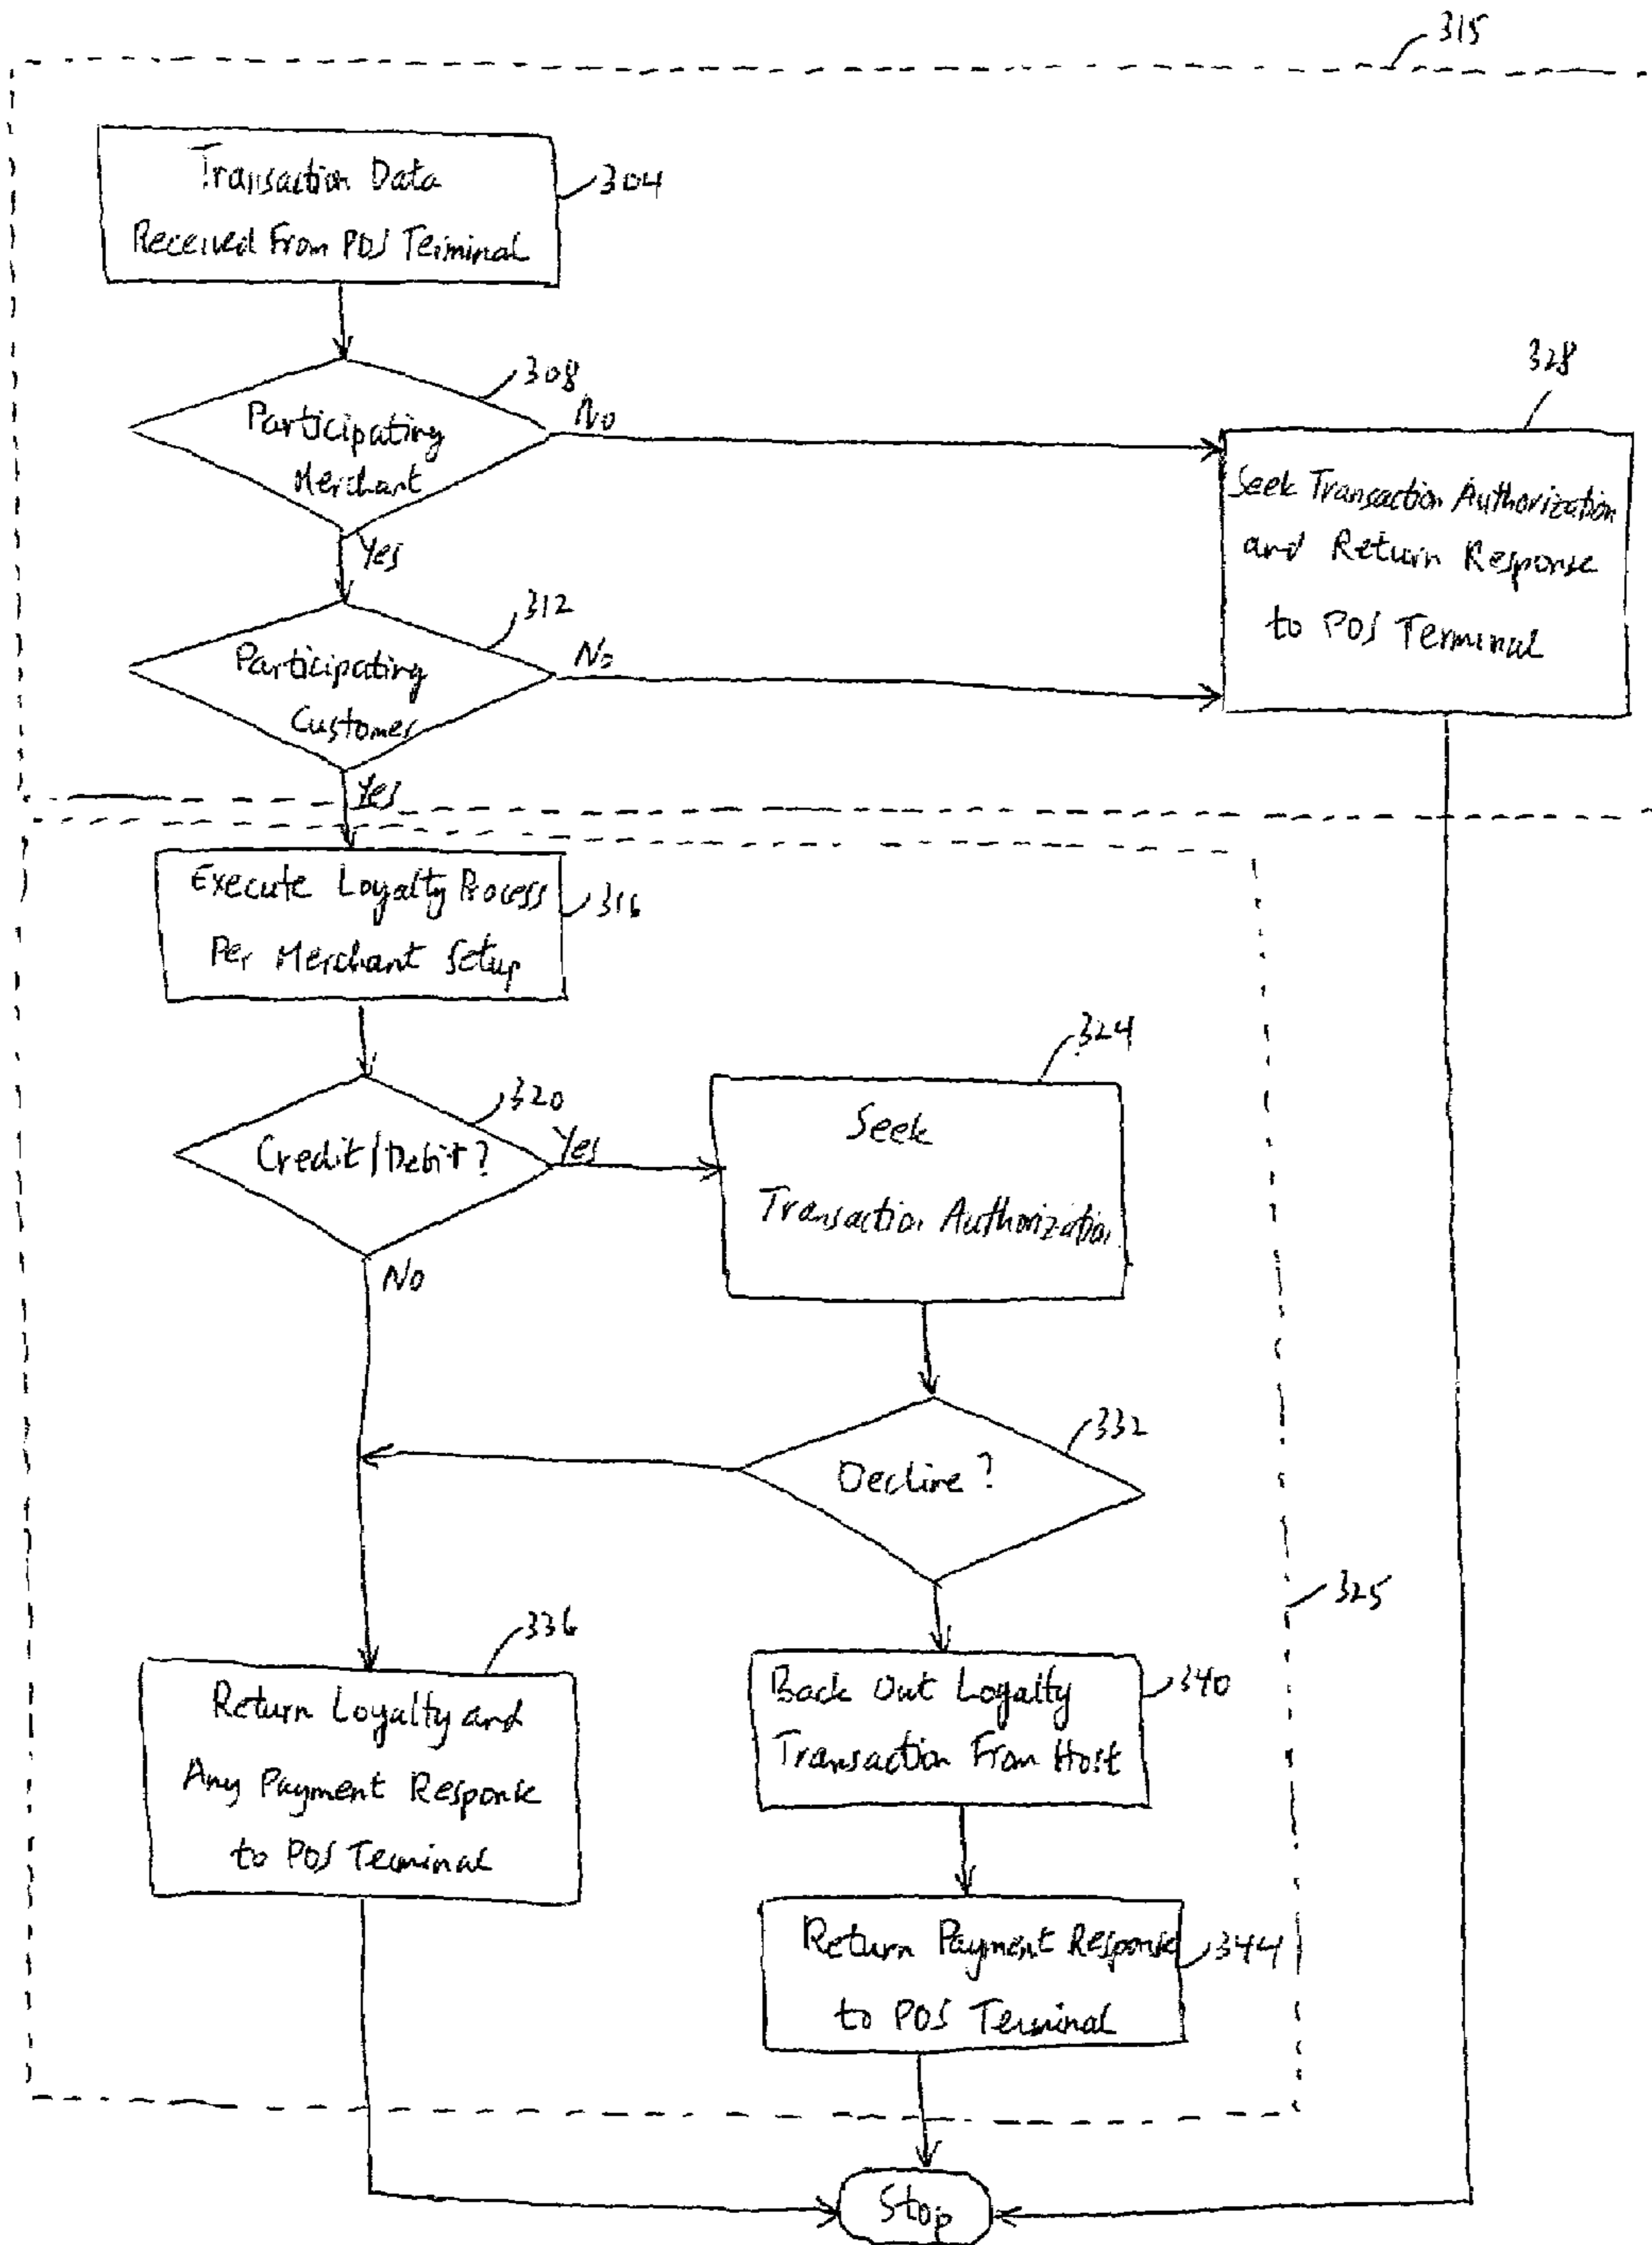 315
Transaction Data
Received From POS Terminal
304
308
Participating
Merchant
No
Yes
328
Seek Transaction Authorization
and Return Response
to POS Terminal
312
Participating
Customer
No
Yes
Execute Loyalty Process
Per Merchant Setup
316
320
Credit/Debit?
Yes
No
324
Seek
Transaction Authorization
332
Decline?
325
336
Return Loyalty and
Any Payment Response
to POS Terminal
Back Out Loyalty
Transaction From Host
340
Return Payment Response
to POS Terminal
344
Stop